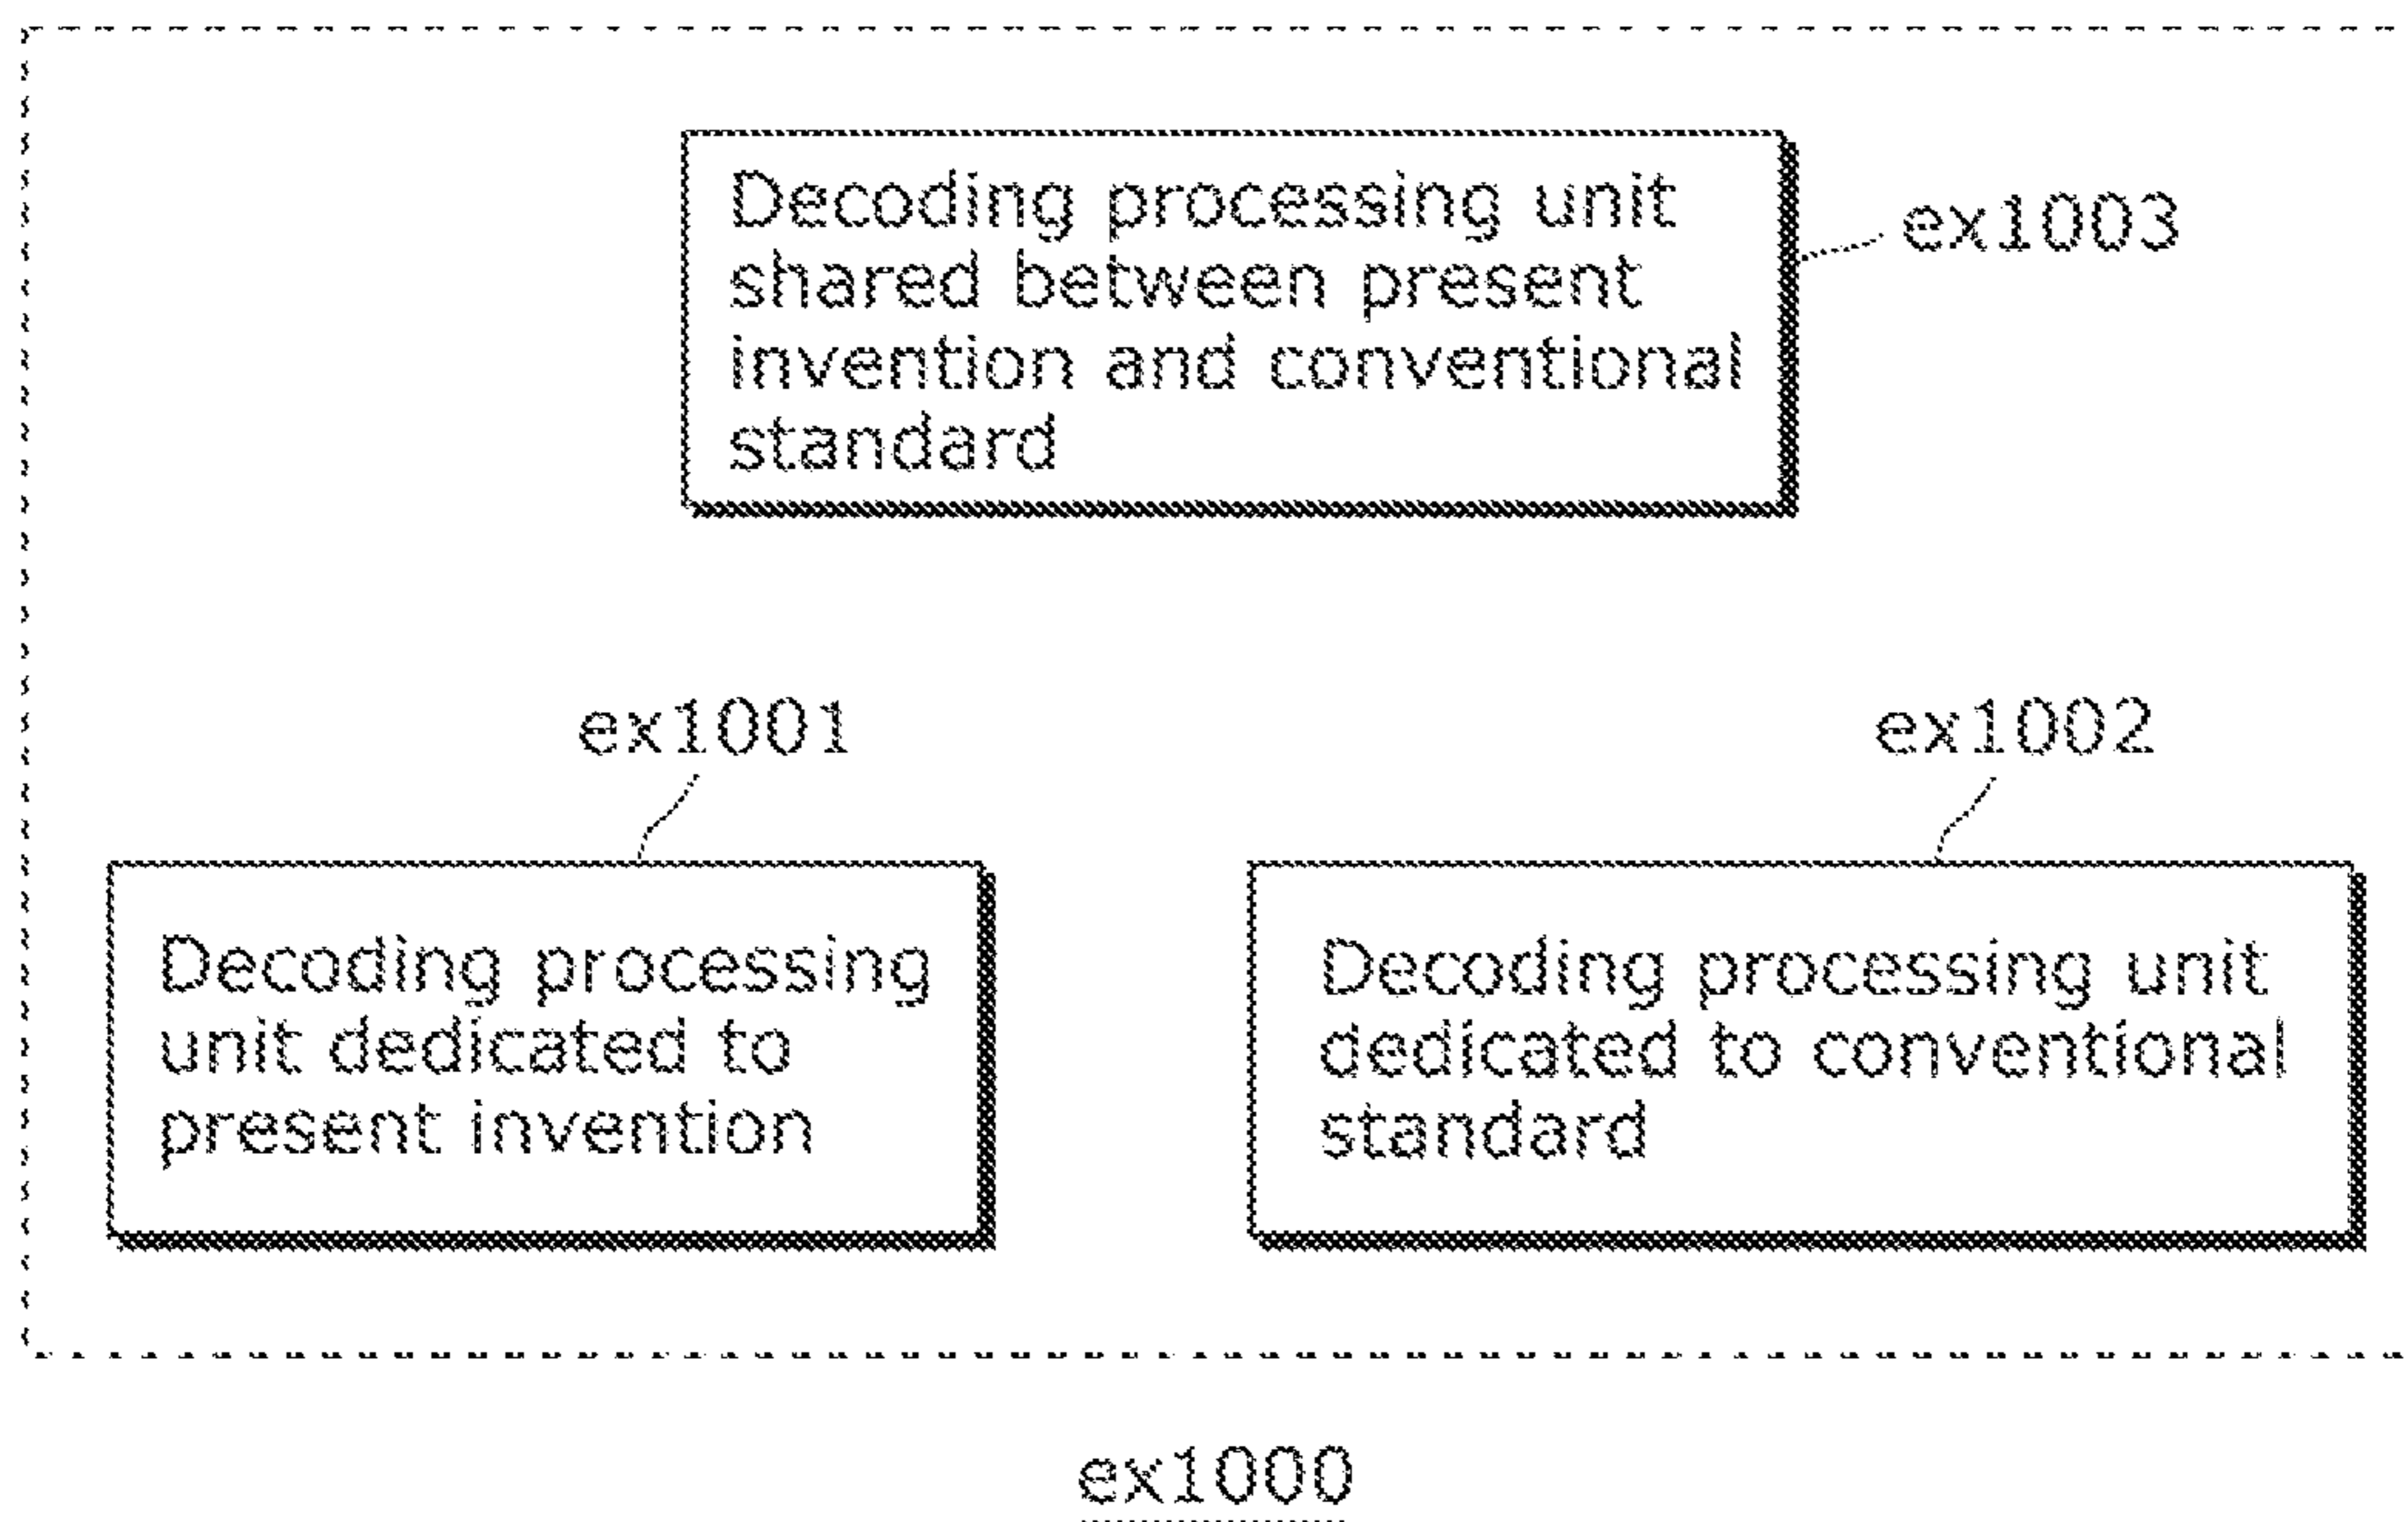 Decoding processing unit
shared between present
invention and conventional
standard
ex1003
ex1001
ex1002
Decoding processing
unit dedicated to
present invention
Decoding processing unit
dedicated to conventional
standard
ex1000